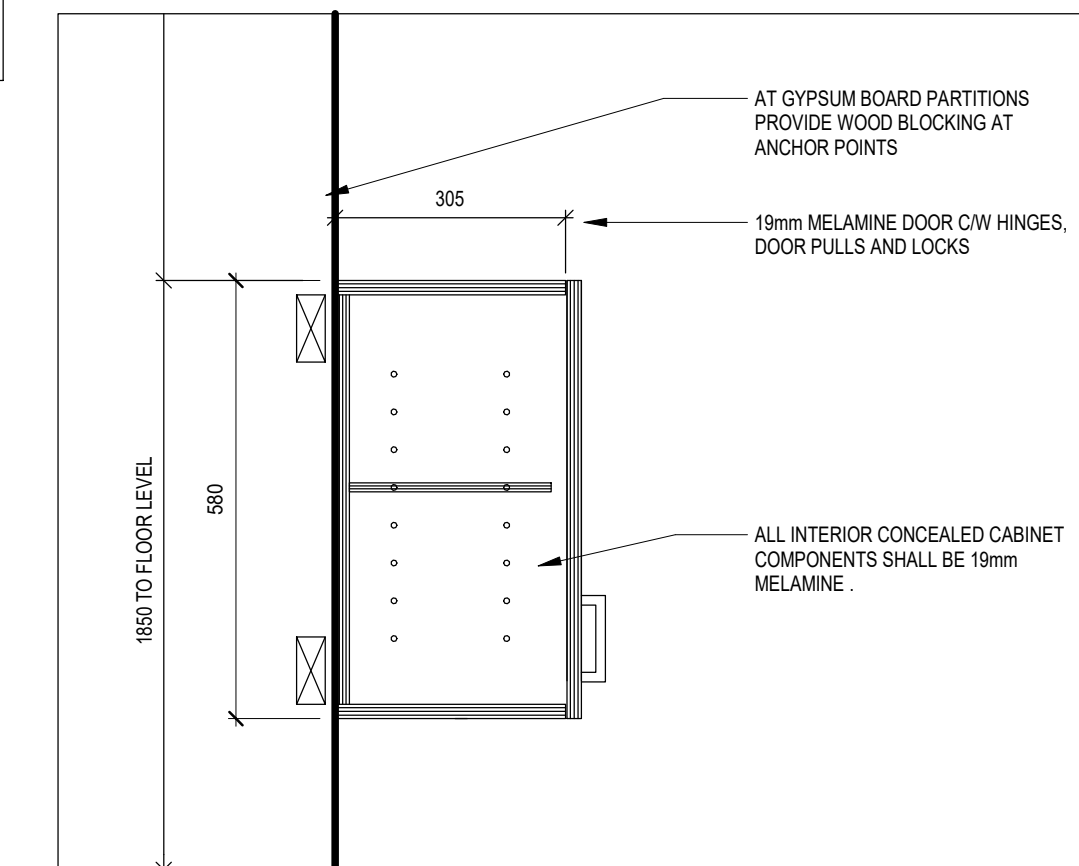 AT GYPSUM BOARD PARTITIONS
PROVIDE WOOD BLOCKING AT
ANCHOR POINTS
305
19mm MELAMINE DOOR C/W HINGES,
DOOR PULLS AND LOCKS
1850 TO FLOOR LEVEL
580
ALL INTERIOR CONCEALED CABINET
COMPONENTS SHALL BE 19mm
MELAMINE .